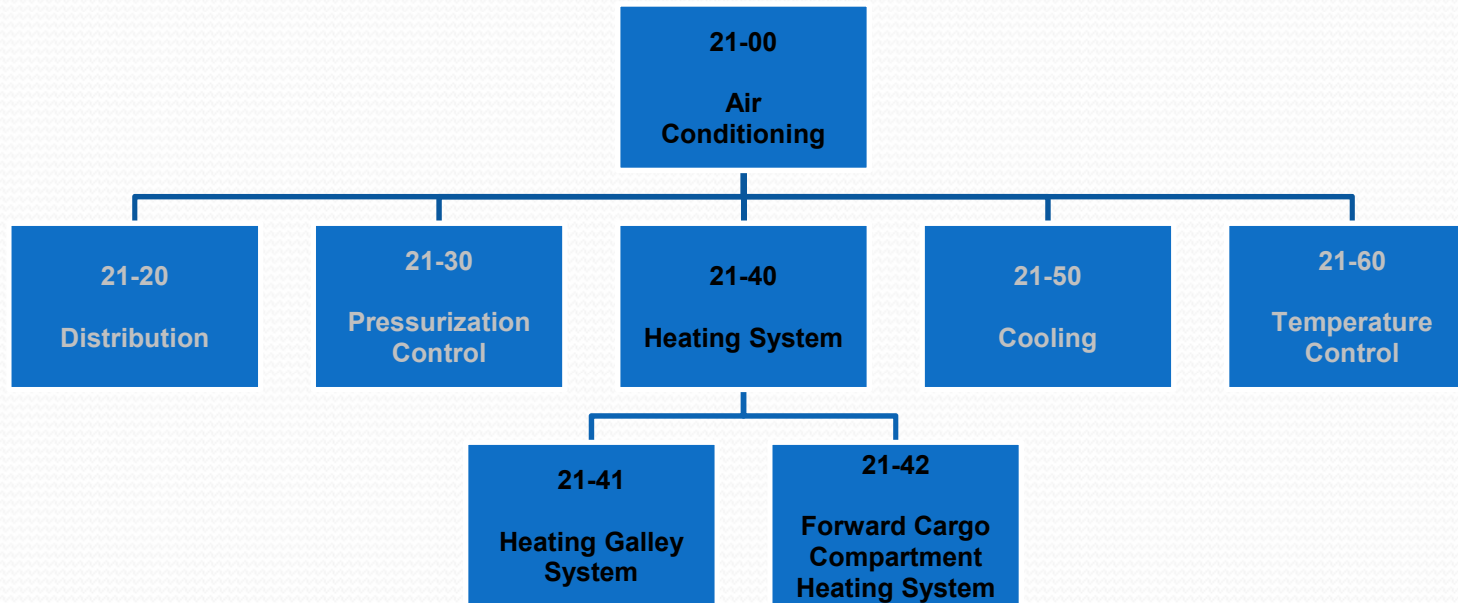 21-00
Air
Conditioning
21-20
Distribution
21-30
Pressurization
Control
21-40
Heating System
21-50
Cooling
21-60
Temperature
Control
21-41
Heating Galley
System
21-42
Forward Cargo
Compartment
Heating System